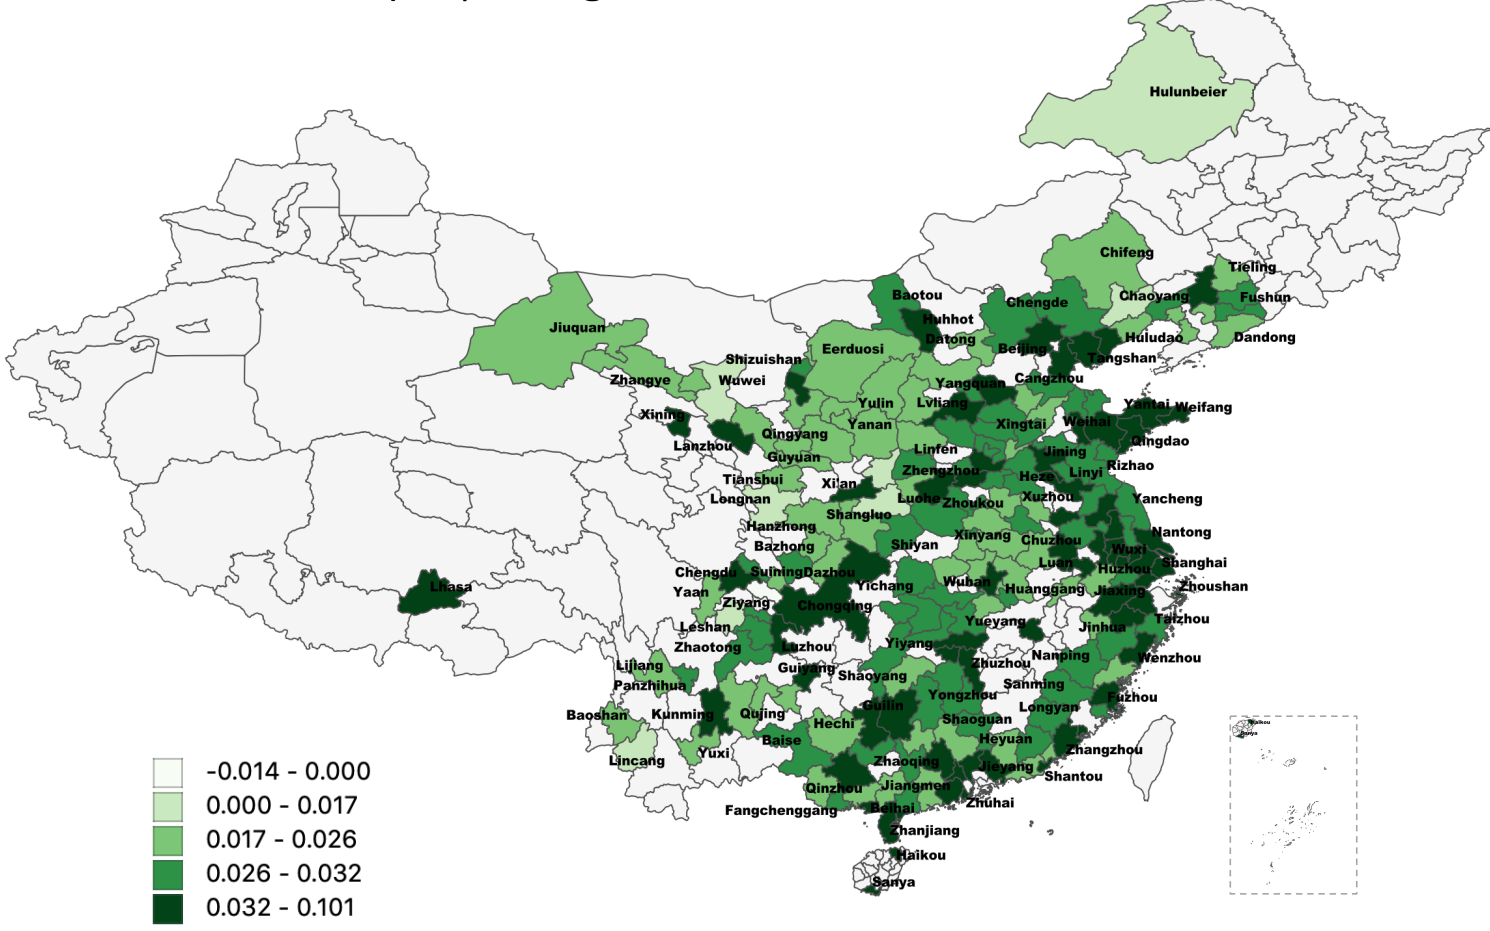 Hulunbeier
Chifeng
Tieling
Baotou
Chengde
Chaoyang
Fushun
Huhhot
Jiuquan
Datong
Huludao
Dandong
Eerduosi
Beijing
Shizuishan
Tangshan
Zhangye
Wuwei
Yangquan
Cangzhou
Yulin
Lvliang
Yantai
Weifang
Xining
Yanan
Xingtai
Weihai
Qingyang
Qingdao
Lanzhou
Linfen
Jining
Guyuan
Zhengzhou
Linyi
Rizhao
Tianshui
Xi'an
Heze
Longnan
Luohe
Zhoukou
Xuzhou
Yancheng
Shangluo
Hanzhong
Xinyang
Nantong
Bazhong
Shiyan
Chuzhou
Wuxi
Luan
Shanghai
Chengdu
Suining
Dazhou
Huzhou
Lhasa
Yichang
Wuhan
Huanggang
Jiaxing
Zhoushan
Yaan
Ziyang
Chongqing
Leshan
Yueyang
Jinhua
Taizhou
Zhaotong
Luzhou
Yiyang
Nanping
Wenzhou
Lijiang
Guiyang
Zhuzhou
Shaoyang
Panzhihua
Sanming
Yongzhou
Fuzhou
Baoshan
Kunming
Qujing
Guilin
Longyan
Hechi
Shaoguan
Baise
Heyuan
Zhangzhou
Yuxi
Lincang
Zhaoqing
Jieyang
Shantou
Qinzhou
Jiangmen
Fangchenggang
Beihai
Zhuhai
Zhanjiang
Haikou
Sanya
Haikou
Sanya
-0.014 - 0.000
0.000 - 0.017
0.017 - 0.026
0.026 - 0.032
0.032 - 0.101